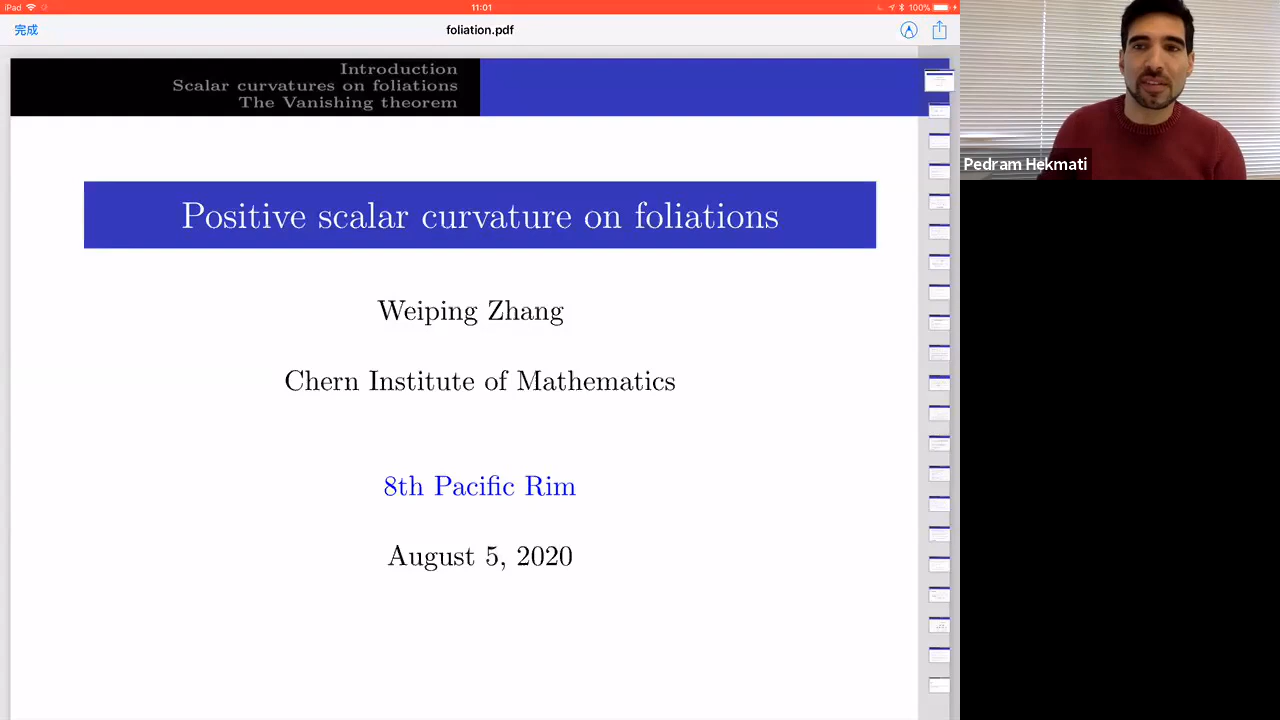 iPad 11:01 100%
完成 foliation.pdf
Introduction
Scalar curvatures on foliations
The Vanishing theorem
Positive scalar curvature on foliations
Weiping Zhang
Chern Institute of Mathematics
8th Pacific Rim
August 5, 2020
Pedram Hekmati